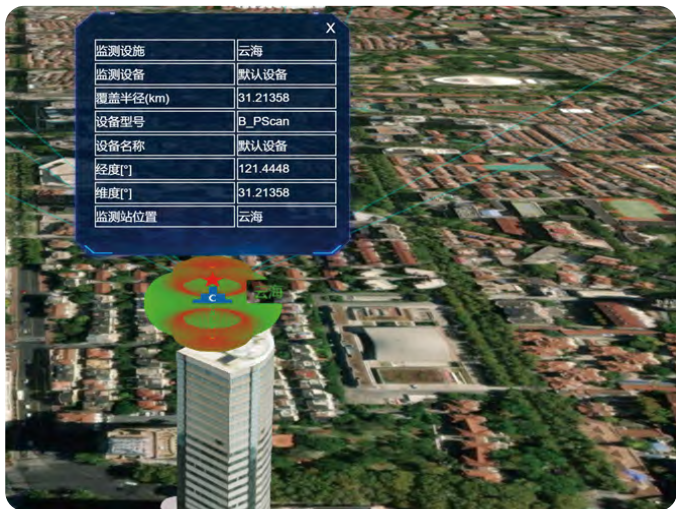 X
监测设施 云海
监测设备 默认设备
覆盖半径(km) 31.21358
设备型号 B_PScan
设备名称 默认设备
经度[°] 121.4448
维度[°] 31.21358
监测站位置 云海
C 云海